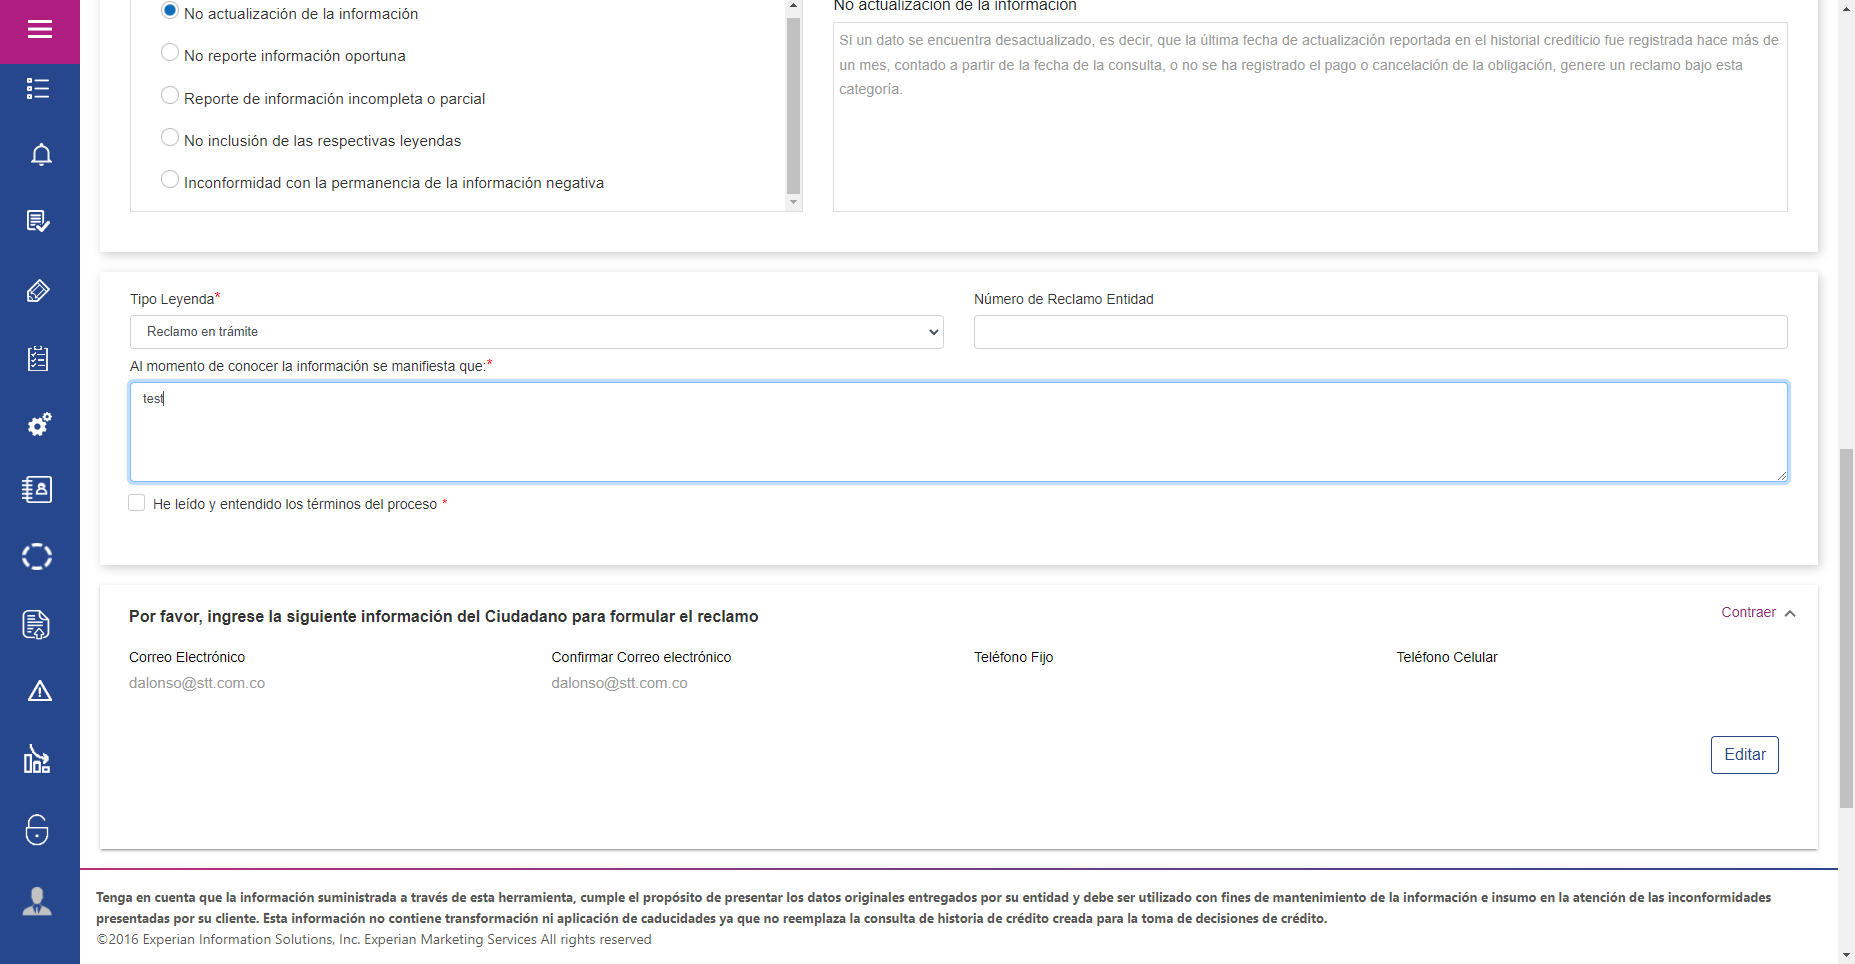 No actualización de la información
No reporte información oportuna
Reporte de información incompleta o parcial
No inclusión de las respectivas leyendas
Inconformidad con la permanencia de la información negativa
No actualización de la información
Si un dato se encuentra desactualizado, es decir, que la última fecha de actualización reportada en el historial crediticio fue registrada hace más de
un mes, contado a partir de la fecha de la consulta, o no se ha registrado el pago o cancelación de la obligación, genere un reclamo bajo esta
categoría.
Tipo Leyenda*
Reclamo en trámite
Número de Reclamo Entidad
Al momento de conocer la información se manifiesta que:*
test
He leído y entendido los términos del proceso *
Por favor, ingrese la siguiente información del Ciudadano para formular el reclamo
Contraer
Correo Electrónico
dalonso@stt.com.co
Confirmar Correo electrónico
dalonso@stt.com.co
Teléfono Fijo
Teléfono Celular
Editar
Tenga en cuenta que la información suministrada a través de esta herramienta, cumple el propósito de presentar los datos originales entregados por su entidad y debe ser utilizado con fines de mantenimiento de la información e insumo en la atención de las inconformidades
presentadas por su cliente. Esta información no contiene transformación ni aplicación de caducidades ya que no reemplaza la consulta de historia de crédito creada para la toma de decisiones de crédito.
©2016 Experian Information Solutions, Inc. Experian Marketing Services All rights reserved